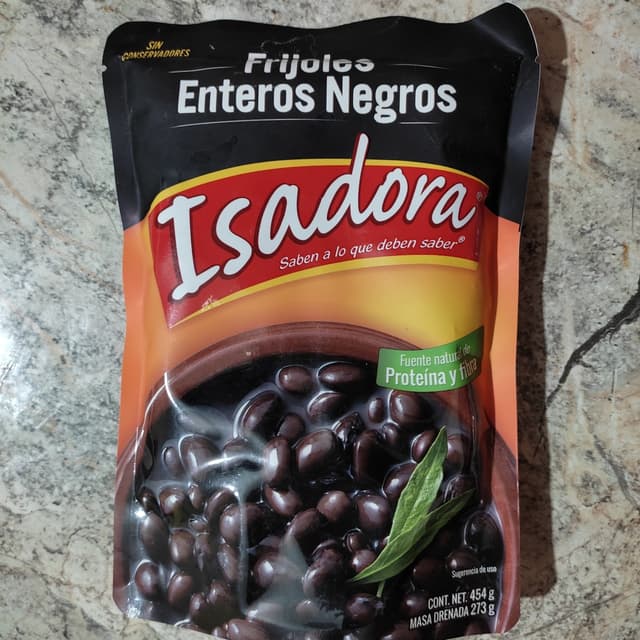 SIN
CONSERVADORES
Frijoles
Enteros Negros
Isadora®
Saben a lo que deben saber®
Fuente natural de
Proteína y fibra
Sugerencia de uso
CONT. NET. 454 g
MASA DRENADA 273 g